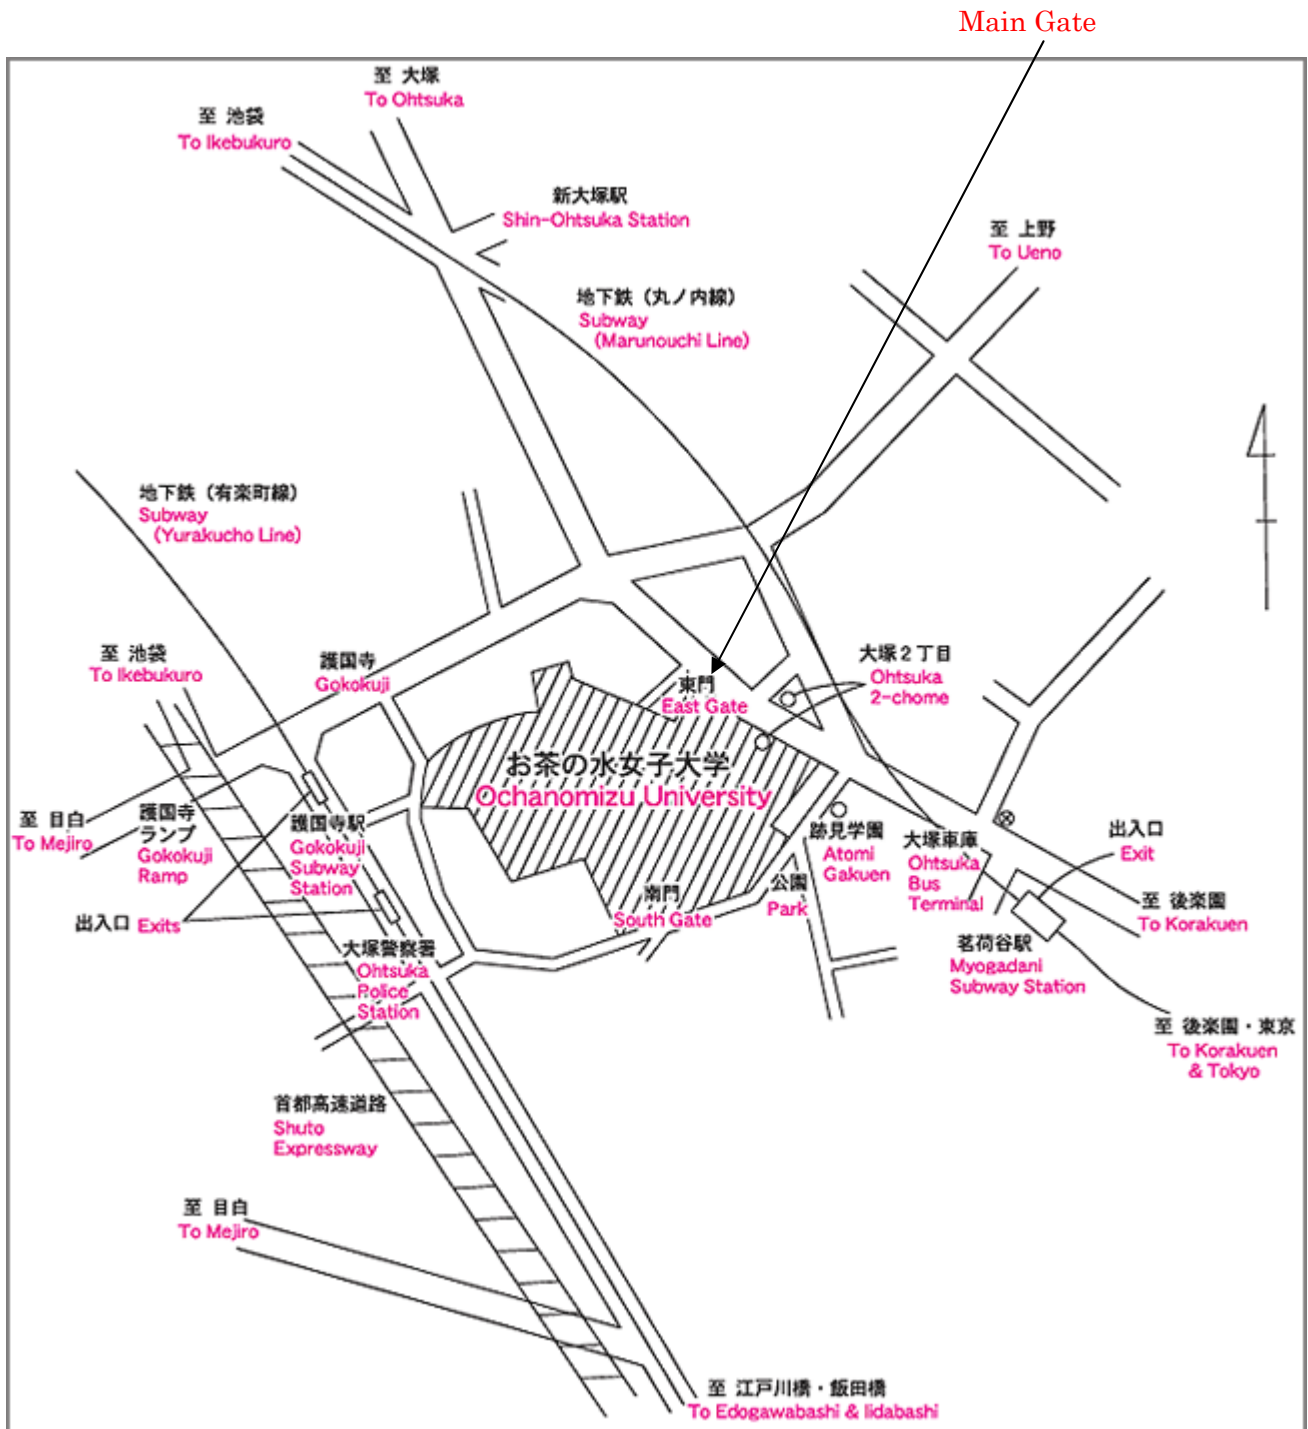 Main Gate
至 大塚
To Ohtsuka
至 池袋
To Ikebukuro
新大塚駅
Shin-Ohtsuka Station
至 上野
To Ueno
地下鉄（丸ノ内線）
Subway
(Marunouchi Line)
地下鉄（有楽町線）
Subway
(Yurakucho Line)
至 池袋
To Ikebukuro
護国寺
Gokokuji
東門
East Gate
大塚２丁目
Ohtsuka
2-chome
お茶の水女子大学
Ochanomizu University
至 目白
To Mejiro
護国寺
ランプ
Gokokuji
Ramp
護国寺駅
Gokokuji
Subway
Station
跡見学園
Atomi
Gakuen
大塚車庫
Ohtsuka
Bus
Terminal
出入口
Exit
公園
Park
南門
South Gate
至 後楽園
To Korakuen
出入口 Exits
大塚警察署
Ohtsuka
Police
Station
茗荷谷駅
Myogadani
Subway Station
至 後楽園・東京
To Korakuen
& Tokyo
首都高速道路
Shuto
Expressway
至 目白
To Mejiro
至 江戸川橋・飯田橋
To Edogawabashi & Iidabashi